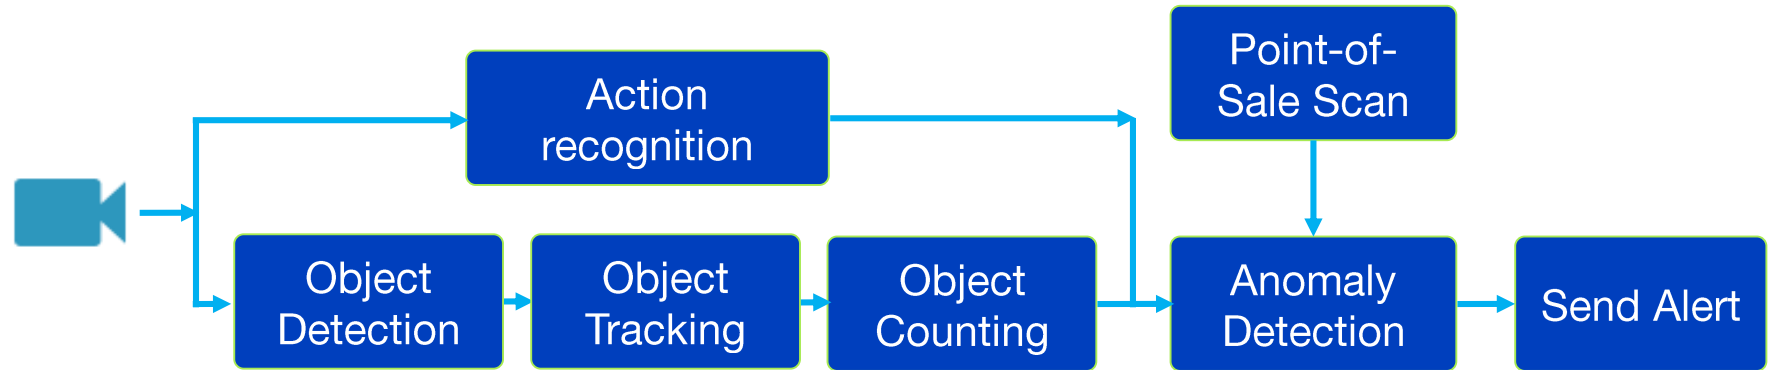 Point-of-
Sale Scan
Action
recognition
Object
Detection
Object
Tracking
Object
Counting
Anomaly
Detection
Send Alert